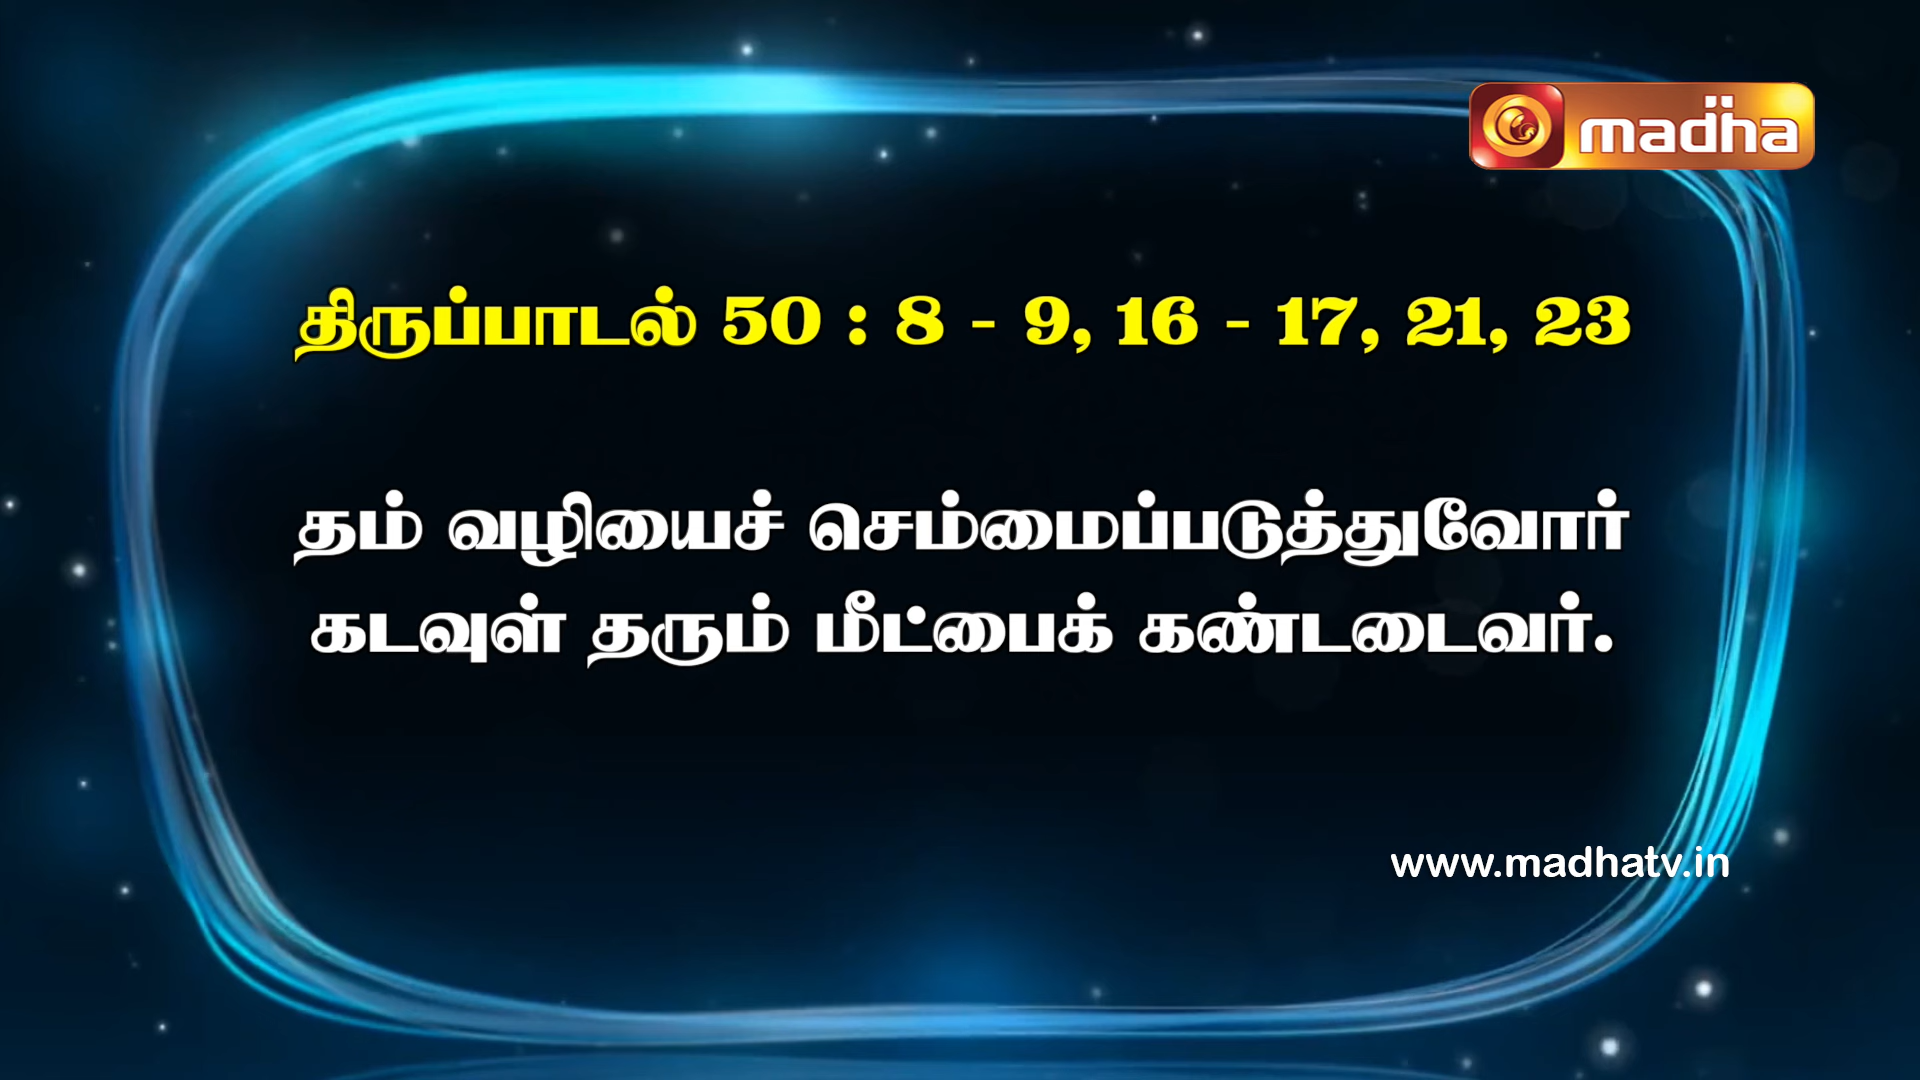 madha
திருப்பாடல் 50 : 8 - 9, 16 - 17, 21, 23
தம் வழியைச் செம்மைப்படுத்துவோர்
கடவுள் தரும் மீட்பைக் கண்டடைவர்.
www.madhatv.in